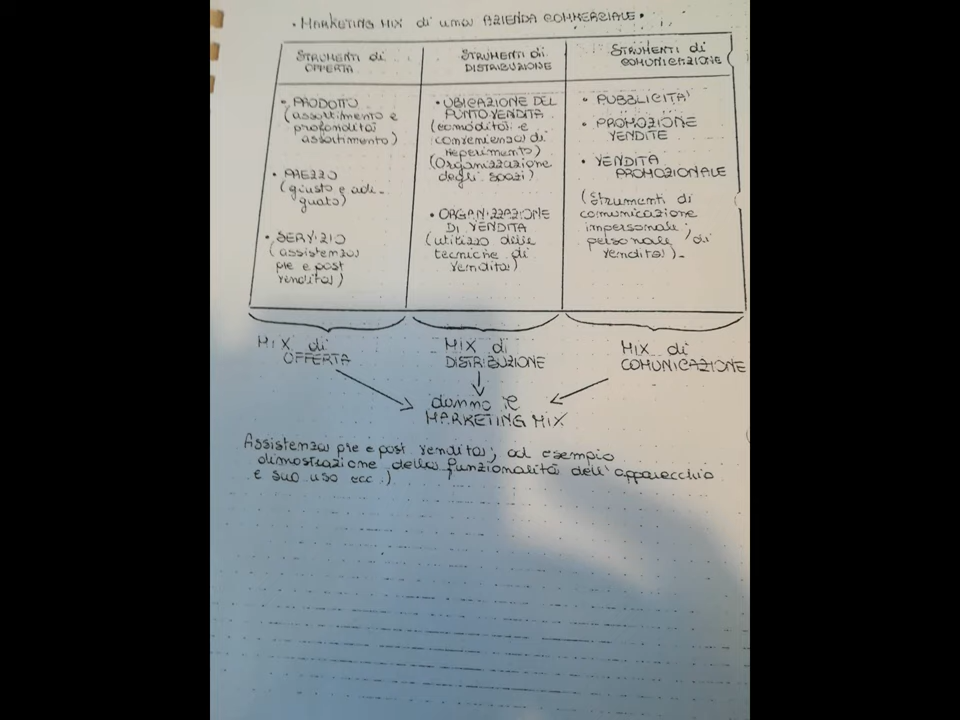 • MARKETING MIX di una AZIENDA COMMERCIALE •
STRUMENTI di
OFFERTA
• PRODOTTO
(assortimento e
profondità
assortimento)
• PREZZO
(giusto e ade-
guato)
• SERVIZIO
(assistenza
pre e post
vendita)
STRUMENTI di
DISTRIBUZIONE
• UBICAZIONE DEL
PUNTO VENDITA
(comodità e
convenienza di
reperimento)
(Organizzazione
degli spazi)
• ORGANIZZAZIONE
DI VENDITA
(utilizzo delle
tecniche di
vendita)
STRUMENTI di
COMUNICAZIONE
• PUBBLICITA'
• PROMOZIONE
VENDITE
• VENDITA
PROMOZIONALE
(Strumenti di
comunicazione
impersonale,
personale, di
vendita).
MIX di
OFFERTA
MIX di
DISTRIBUZIONE
MIX di
COMUNICAZIONE
danno il
MARKETING MIX
Assistenza pre e post vendita, ad esempio
dimostrazione della funzionalità dell'apparecchio
e suo uso ecc.)